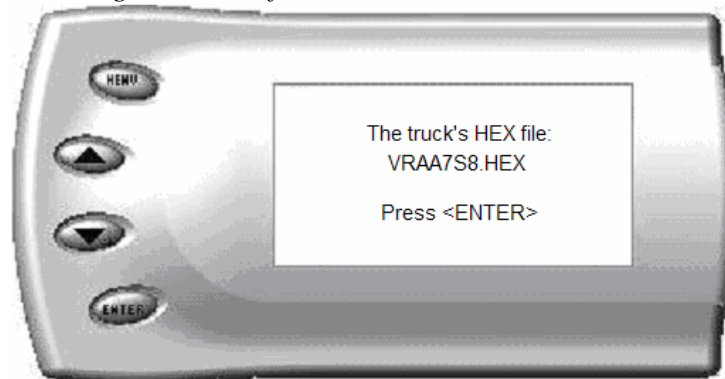 MENU
The truck's HEX file:
VRAA7S8.HEX
Press <ENTER>
ENTER